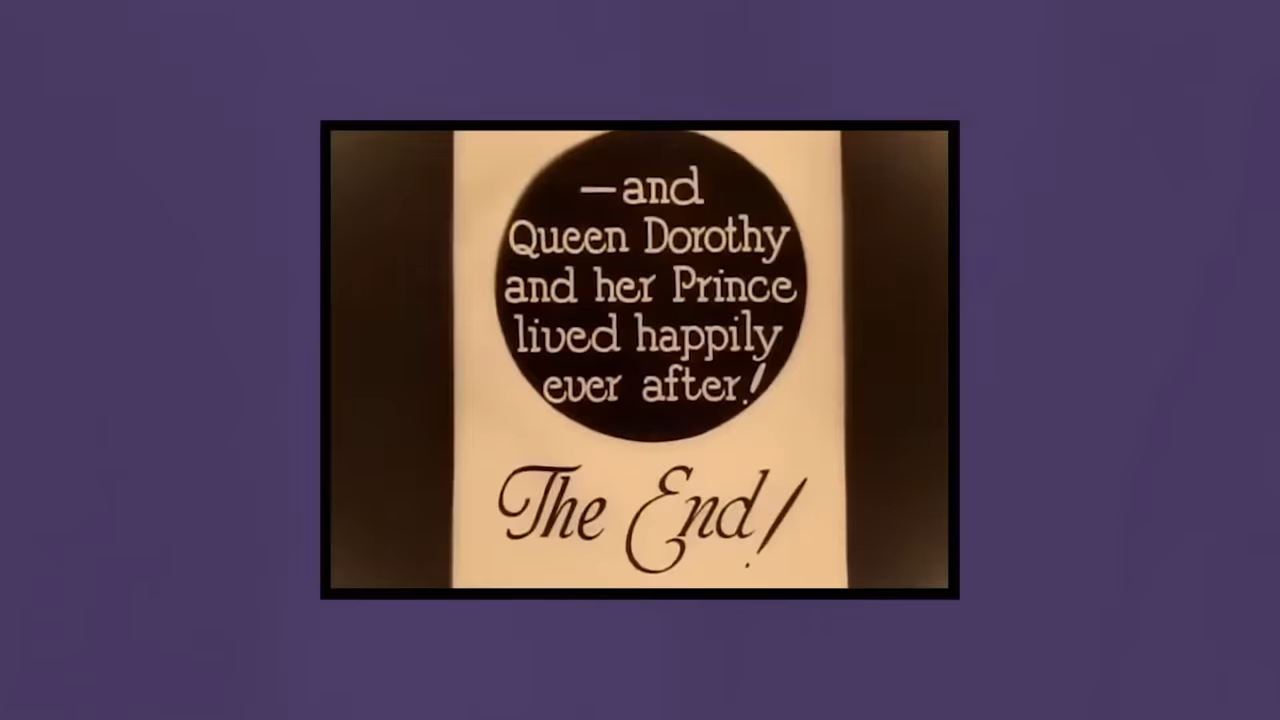 —and
Queen Dorothy
and her Prince
lived happily
ever after!
The End!